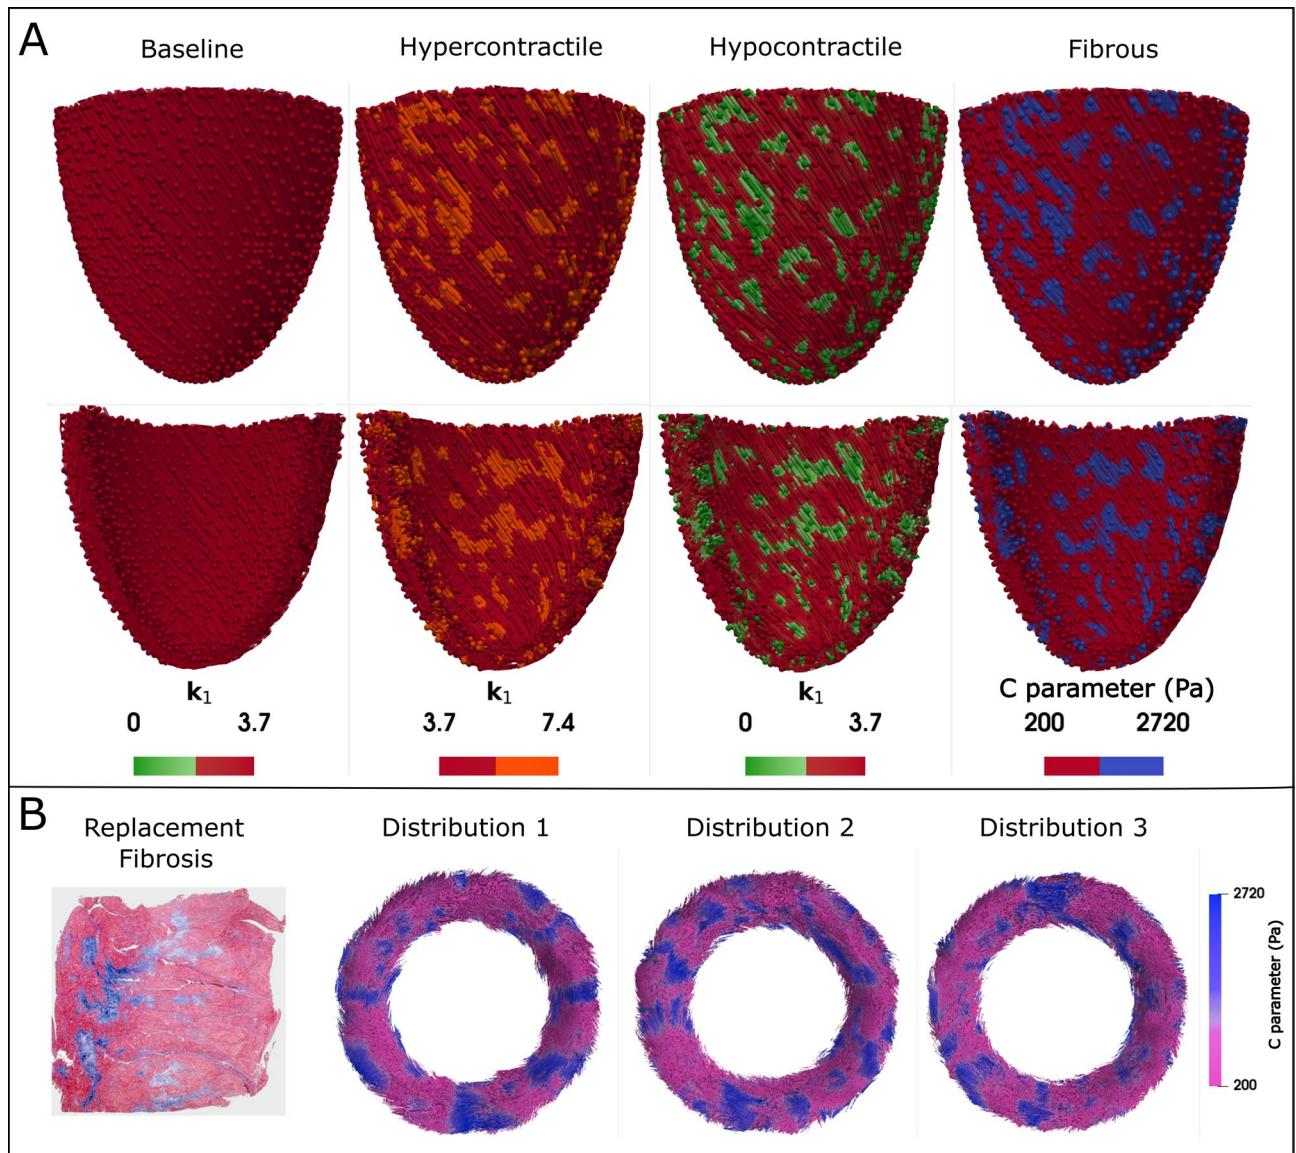 A
Baseline
Hypercontractile
Hypocontractile
Fibrous
k₁
k₁
k₁
C parameter (Pa)
0 3.7
3.7 7.4
0 3.7
200 2720
B
Replacement
Fibrosis
Distribution 1
Distribution 2
Distribution 3
2720
C parameter (Pa)
200